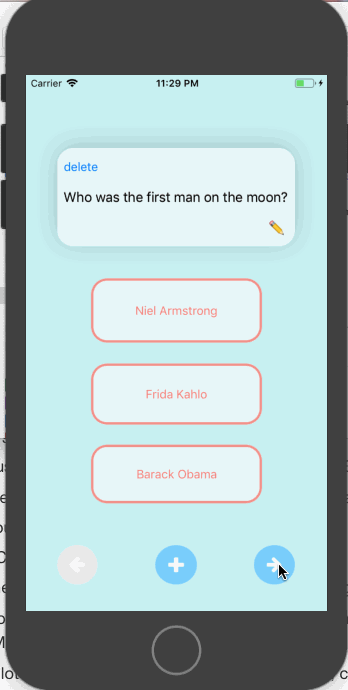 Carrier 11:29 PM
delete
Who was the first man on the moon?
Niel Armstrong
Frida Kahlo
Barack Obama